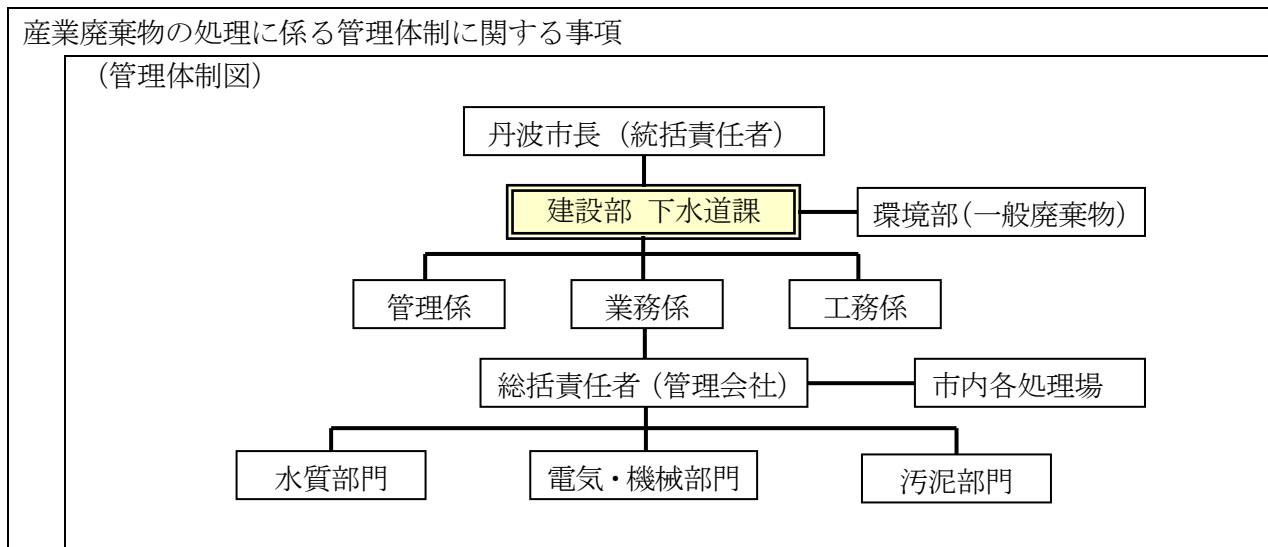 産業廃棄物の処理に係る管理体制に関する事項
（管理体制図）
丹波市長（統括責任者）
建設部 下水道課
環境部（一般廃棄物）
管理係
業務係
工務係
総括責任者（管理会社）
市内各処理場
水質部門
電気・機械部門
汚泥部門